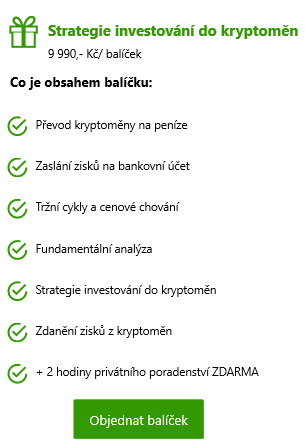 Strategie investování do kryptoměn
9 990,- Kč/ balíček
Co je obsahem balíčku:
Převod kryptoměny na peníze
Zaslání zisků na bankovní účet
Tržní cykly a cenové chování
Fundamentální analýza
Strategie investování do kryptoměn
Zdanění zisků z kryptoměn
+ 2 hodiny privátního poradenství ZDARMA
Objednat balíček